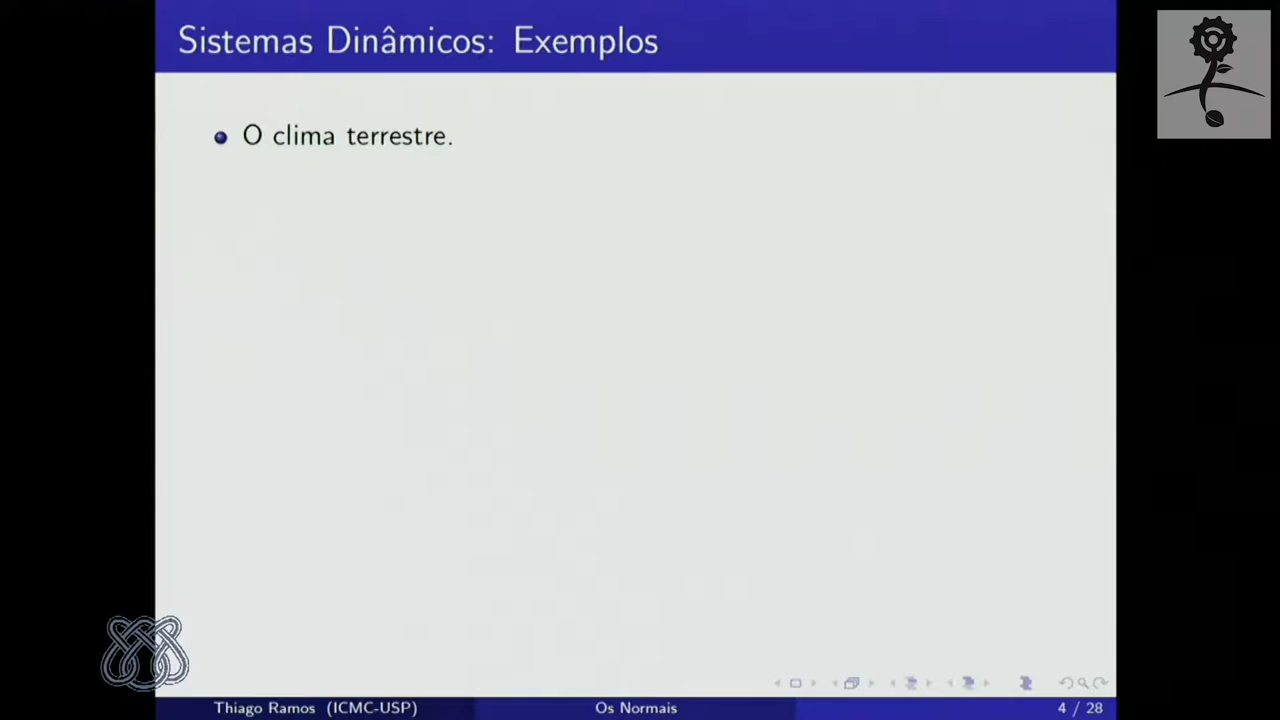 Sistemas Dinâmicos: Exemplos
O clima terrestre.
Thiago Ramos (ICMC-USP) Os Normais 4 / 28